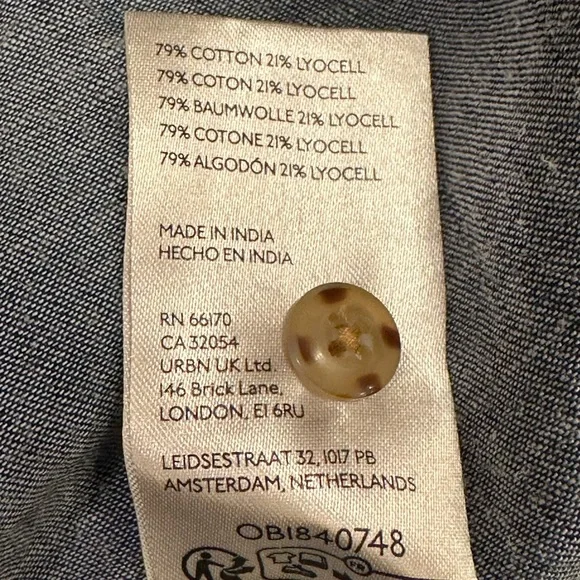 79% COTTON 21% LYOCELL
79% COTON 21% LYOCELL
79% BAUMWOLLE 21% LYOCELL
79% COTONE 21% LYOCELL
79% ALGODÓN 21% LYOCELL
MADE IN INDIA
HECHO EN INDIA
RN 66170
CA 32054
URBN UK Ltd.
146 Brick Lane,
LONDON, E1 6RU
LEIDSESTRAAT 32, 1017 PB
AMSTERDAM, NETHERLANDS
OB1840748
FR